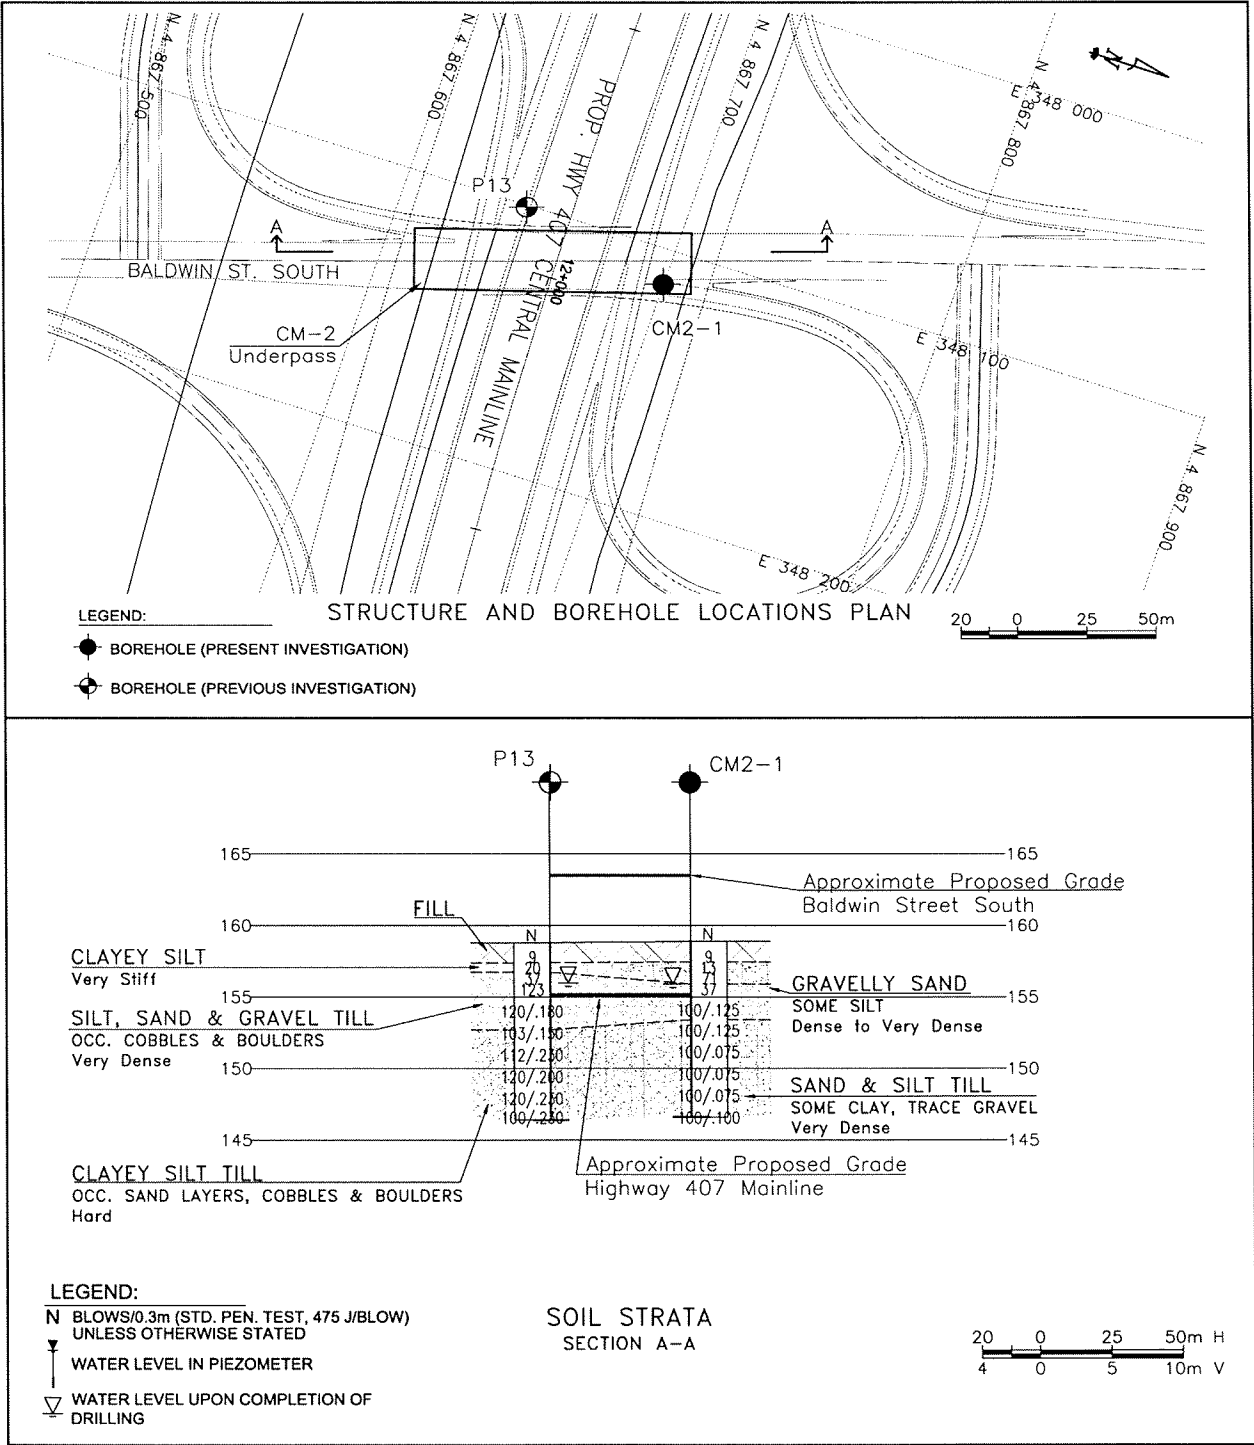 N 4 867 500
N 4 867 600
N 4 867 700
N 4 867 800
E 348 000
N
PROP. HWY 407 CENTRAL MAINLINE
P13
A
A
BALDWIN ST. SOUTH
12+000
CM-2
Underpass
CM2-1
E 348 100
N 4 867 900
E 348 200
LEGEND:
STRUCTURE AND BOREHOLE LOCATIONS PLAN
20 0 25 50m
BOREHOLE (PRESENT INVESTIGATION)
BOREHOLE (PREVIOUS INVESTIGATION)
P13
CM2-1
165
165
Approximate Proposed Grade
Baldwin Street South
FILL
160
160
N
9
20
37
123
120/.180
103/.150
112/.230
120/.200
120/.230
100/.230
N
9
13
71
37
100/.125
100/.125
100/.075
100/.075
100/.075
100/.100
CLAYEY SILT
Very Stiff
GRAVELLY SAND
SOME SILT
Dense to Very Dense
155
155
SILT, SAND & GRAVEL TILL
OCC. COBBLES & BOULDERS
Very Dense
150
150
SAND & SILT TILL
SOME CLAY, TRACE GRAVEL
Very Dense
145
145
CLAYEY SILT TILL
OCC. SAND LAYERS, COBBLES & BOULDERS
Hard
Approximate Proposed Grade
Highway 407 Mainline
LEGEND:
N BLOWS/0.3m (STD. PEN. TEST, 475 J/BLOW)
UNLESS OTHERWISE STATED
WATER LEVEL IN PIEZOMETER
WATER LEVEL UPON COMPLETION OF
DRILLING
SOIL STRATA
SECTION A-A
20 0 25 50m H
4 0 5 10m V